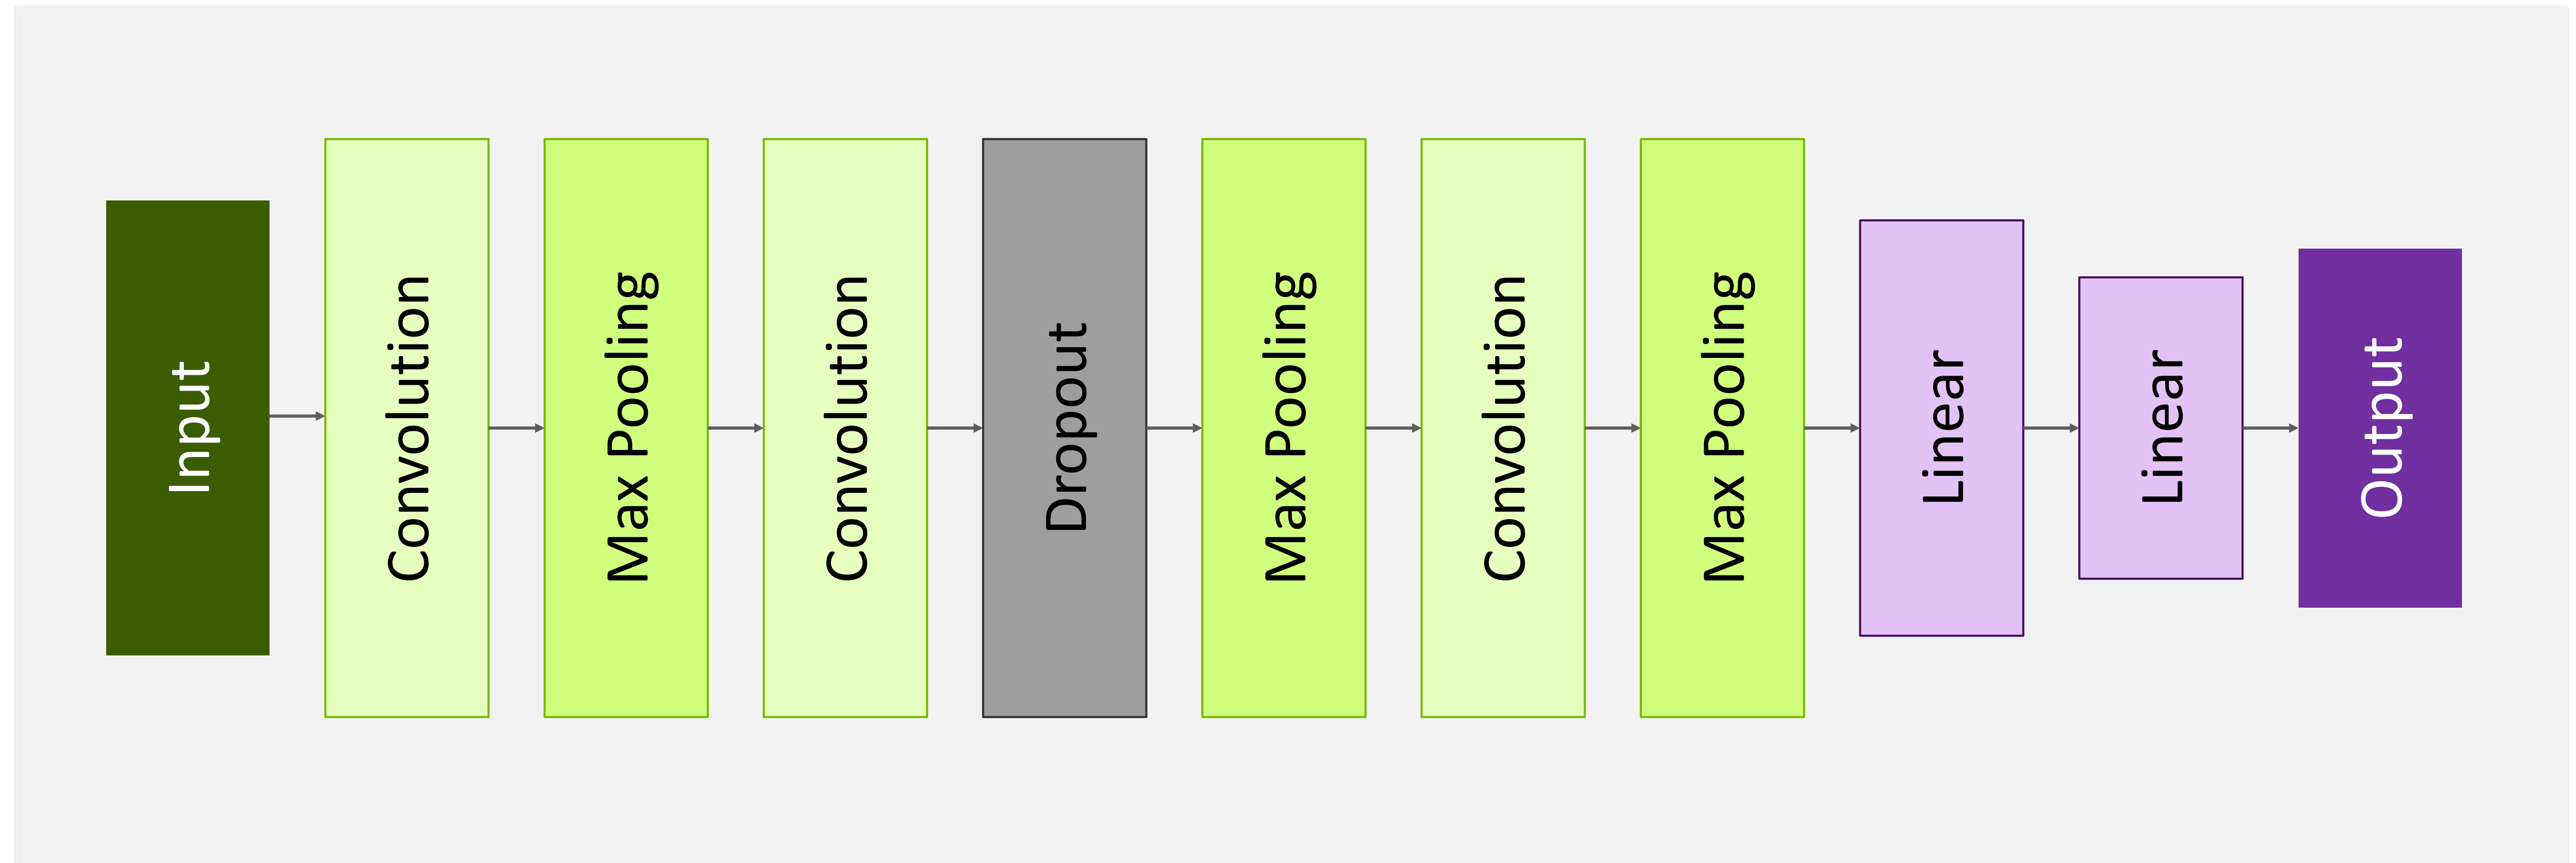 Input
Convolution
Max Pooling
Convolution
Dropout
Max Pooling
Convolution
Max Pooling
Linear
Linear
Output